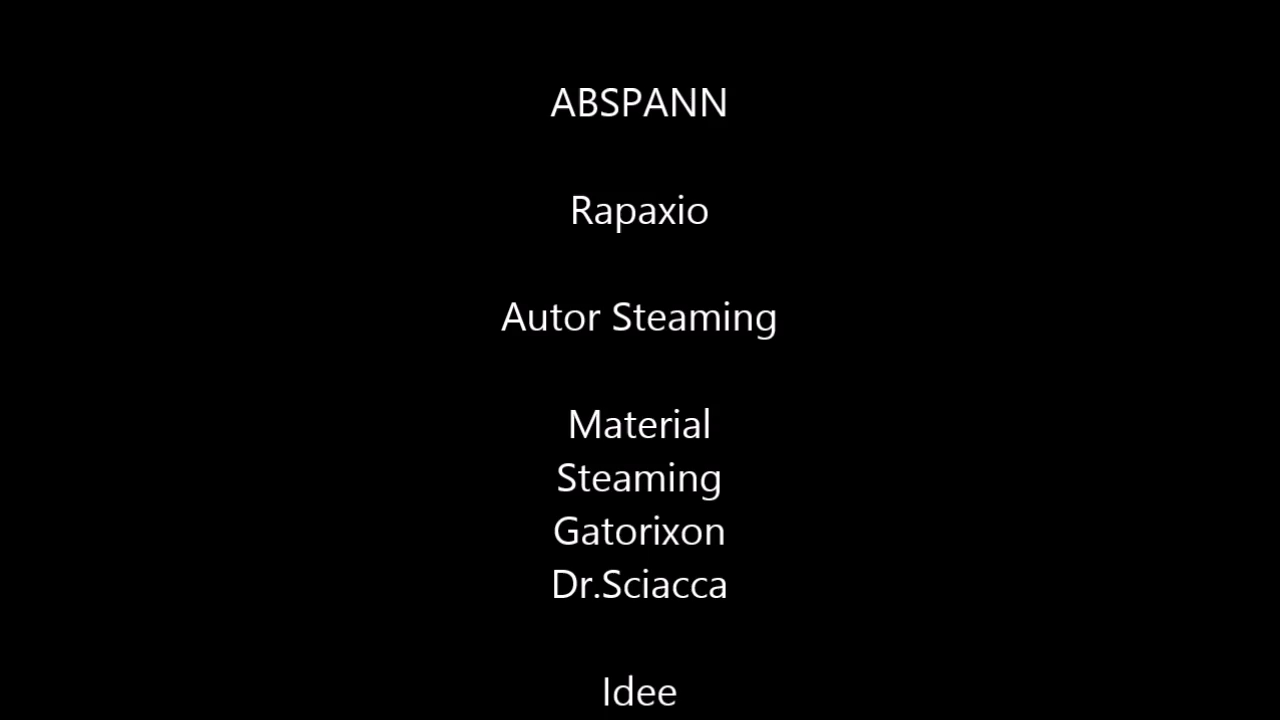 ABSPANN
Rapaxio
Autor Steaming
Material
Steaming
Gatorixon
Dr.Sciacca
Idee